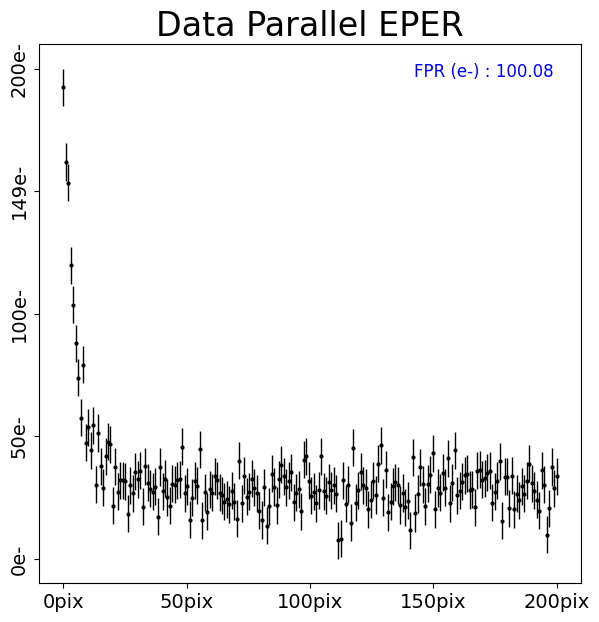 Data Parallel EPER
FPR (e-) : 100.08
200e-
149e-
100e-
50e-
0e-
0pix 50pix 100pix 150pix 200pix